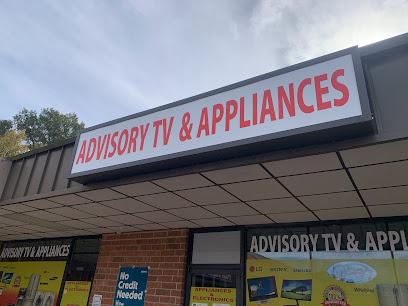 ADVISORY TV & APPLIANCES
ADVISORY TV & APPLIANCES
ADVISORY TV & APPL
No
Credit
Needed
APPLIANCES
&
ELECTRONICS
LG